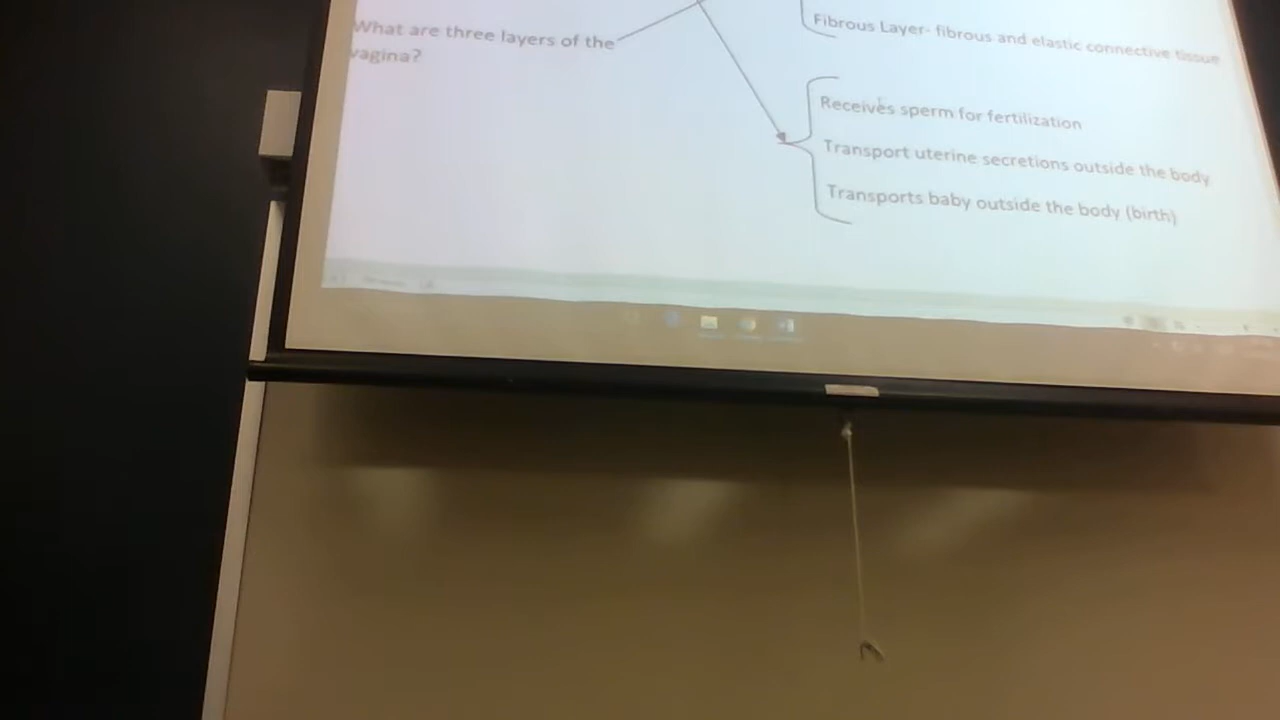 What are three layers of the
vagina?
Fibrous Layer- fibrous and elastic connective tissue
Receives sperm for fertilization
Transport uterine secretions outside the body
Transports baby outside the body (birth)